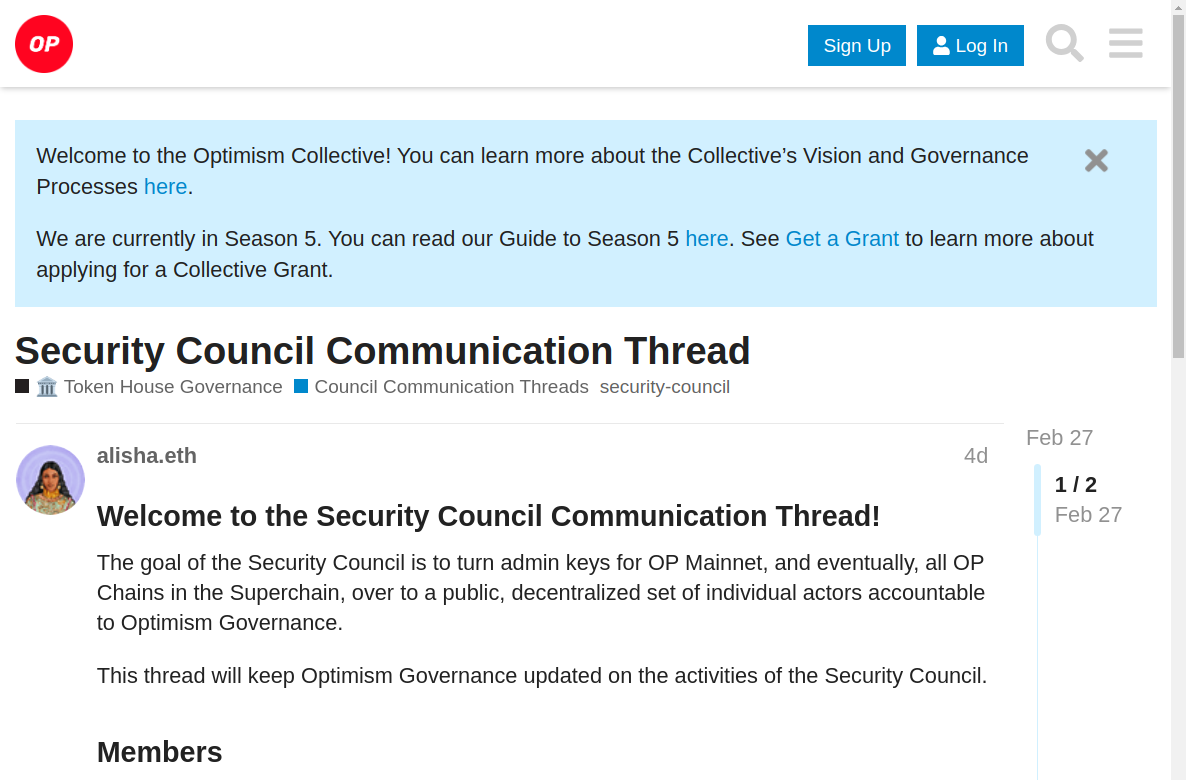 OP
Sign Up
Log In
Welcome to the Optimism Collective! You can learn more about the Collective’s Vision and Governance
Processes here.
We are currently in Season 5. You can read our Guide to Season 5 here. See Get a Grant to learn more about
applying for a Collective Grant.
Security Council Communication Thread
Token House Governance Council Communication Threads security-council
alisha.eth 4d
Feb 27
1 / 2
Feb 27
Welcome to the Security Council Communication Thread!
The goal of the Security Council is to turn admin keys for OP Mainnet, and eventually, all OP
Chains in the Superchain, over to a public, decentralized set of individual actors accountable
to Optimism Governance.
This thread will keep Optimism Governance updated on the activities of the Security Council.
Members